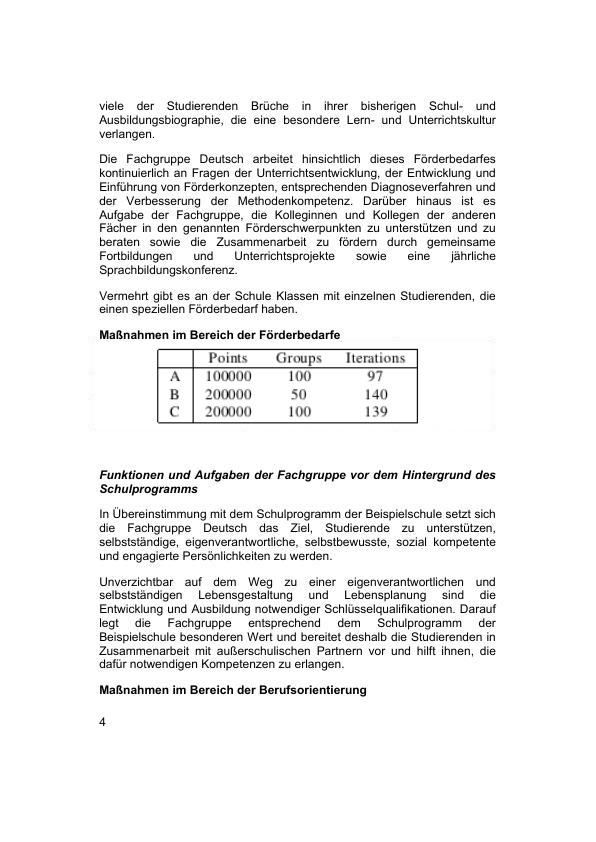 viele der Studierenden Brüche in ihrer bisherigen Schul- und
Ausbildungsbiographie, die eine besondere Lern- und Unterrichtskultur
verlangen.
Die Fachgruppe Deutsch arbeitet hinsichtlich dieses Förderbedarfes
kontinuierlich an Fragen der Unterrichtsentwicklung, der Entwicklung und
Einführung von Förderkonzepten, entsprechenden Diagnoseverfahren und
der Verbesserung der Methodenkompetenz. Darüber hinaus ist es
Aufgabe der Fachgruppe, die Kolleginnen und Kollegen der anderen
Fächer in den genannten Förderschwerpunkten zu unterstützen und zu
beraten sowie die Zusammenarbeit zu fördern durch gemeinsame
Fortbildungen und Unterrichtsprojekte sowie eine jährliche
Sprachbildungskonferenz.
Vermehrt gibt es an der Schule Klassen mit einzelnen Studierenden, die
einen speziellen Förderbedarf haben.
Maßnahmen im Bereich der Förderbedarfe
Points Groups Iterations
A 100000 100 97
B 200000 50 140
C 200000 100 139
Funktionen und Aufgaben der Fachgruppe vor dem Hintergrund des
Schulprogramms
In Übereinstimmung mit dem Schulprogramm der Beispielschule setzt sich
die Fachgruppe Deutsch das Ziel, Studierende zu unterstützen,
selbstständige, eigenverantwortliche, selbstbewusste, sozial kompetente
und engagierte Persönlichkeiten zu werden.
Unverzichtbar auf dem Weg zu einer eigenverantwortlichen und
selbstständigen Lebensgestaltung und Lebensplanung sind die
Entwicklung und Ausbildung notwendiger Schlüsselqualifikationen. Darauf
legt die Fachgruppe entsprechend dem Schulprogramm der
Beispielschule besonderen Wert und bereitet deshalb die Studierenden in
Zusammenarbeit mit außerschulischen Partnern vor und hilft ihnen, die
dafür notwendigen Kompetenzen zu erlangen.
Maßnahmen im Bereich der Berufsorientierung
4